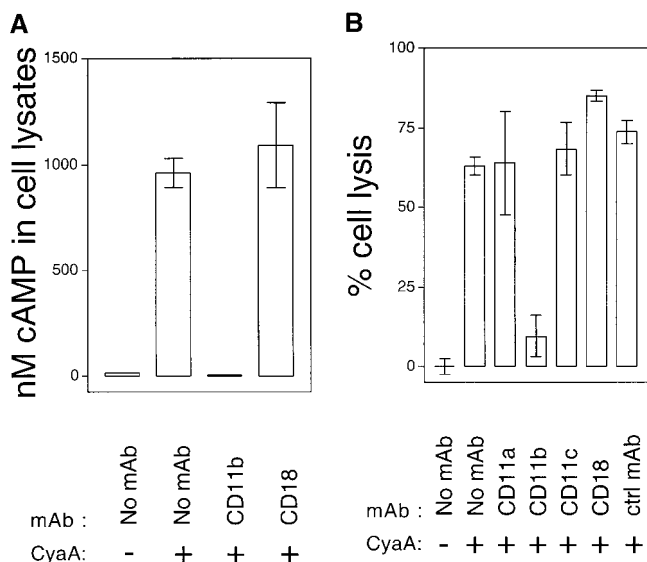 A
nM cAMP in cell lysates
1500
1000
500
0
mAb : No mAb No mAb CD11b CD18
CyaA: - + + +
B
% cell lysis
100
75
50
25
0
mAb : No mAb No mAb CD11a CD11b CD11c CD18 ctrl mAb
CyaA: - + + + + + +